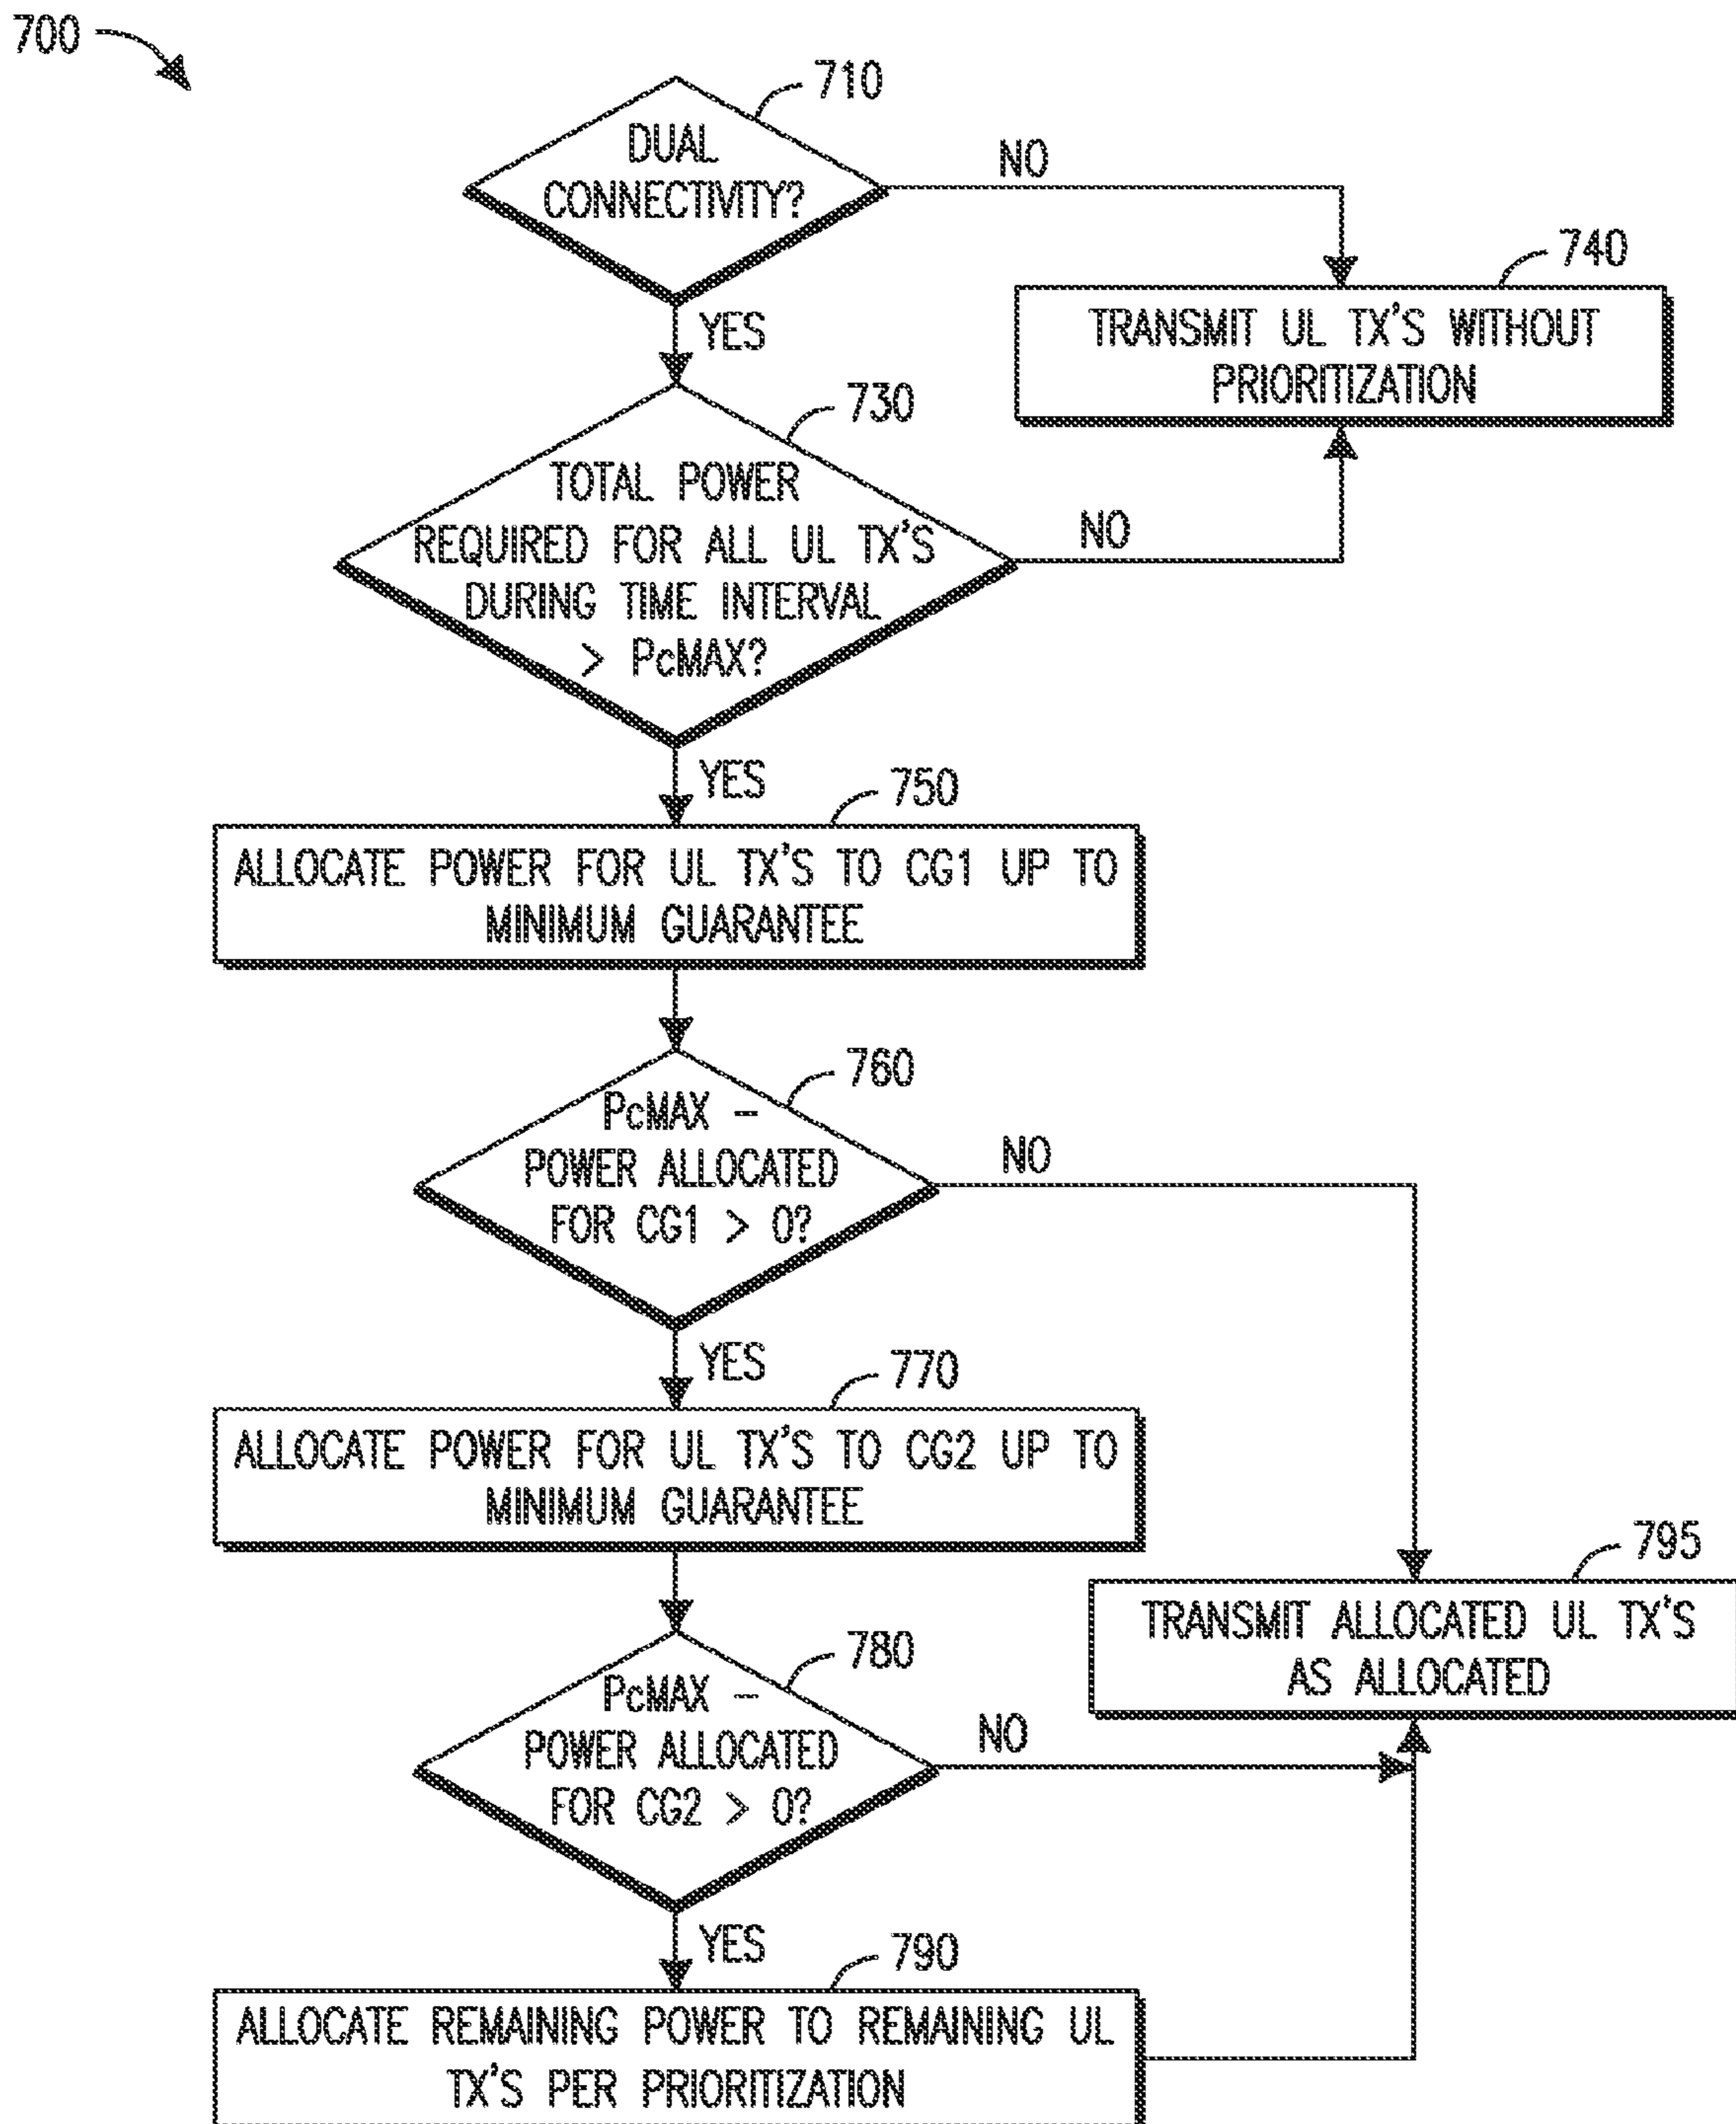 700
710
DUAL
CONNECTIVITY?
NO
YES
740
TRANSMIT UL TX'S WITHOUT
PRIORITIZATION
730
TOTAL POWER
REQUIRED FOR ALL UL TX'S
DURING TIME INTERVAL
> PcMAX?
NO
YES
750
ALLOCATE POWER FOR UL TX'S TO CG1 UP TO
MINIMUM GUARANTEE
760
PcMAX -
POWER ALLOCATED
FOR CG1 > 0?
NO
YES
770
ALLOCATE POWER FOR UL TX'S TO CG2 UP TO
MINIMUM GUARANTEE
795
TRANSMIT ALLOCATED UL TX'S
AS ALLOCATED
780
PcMAX -
POWER ALLOCATED
FOR CG2 > 0?
NO
YES
790
ALLOCATE REMAINING POWER TO REMAINING UL
TX'S PER PRIORITIZATION